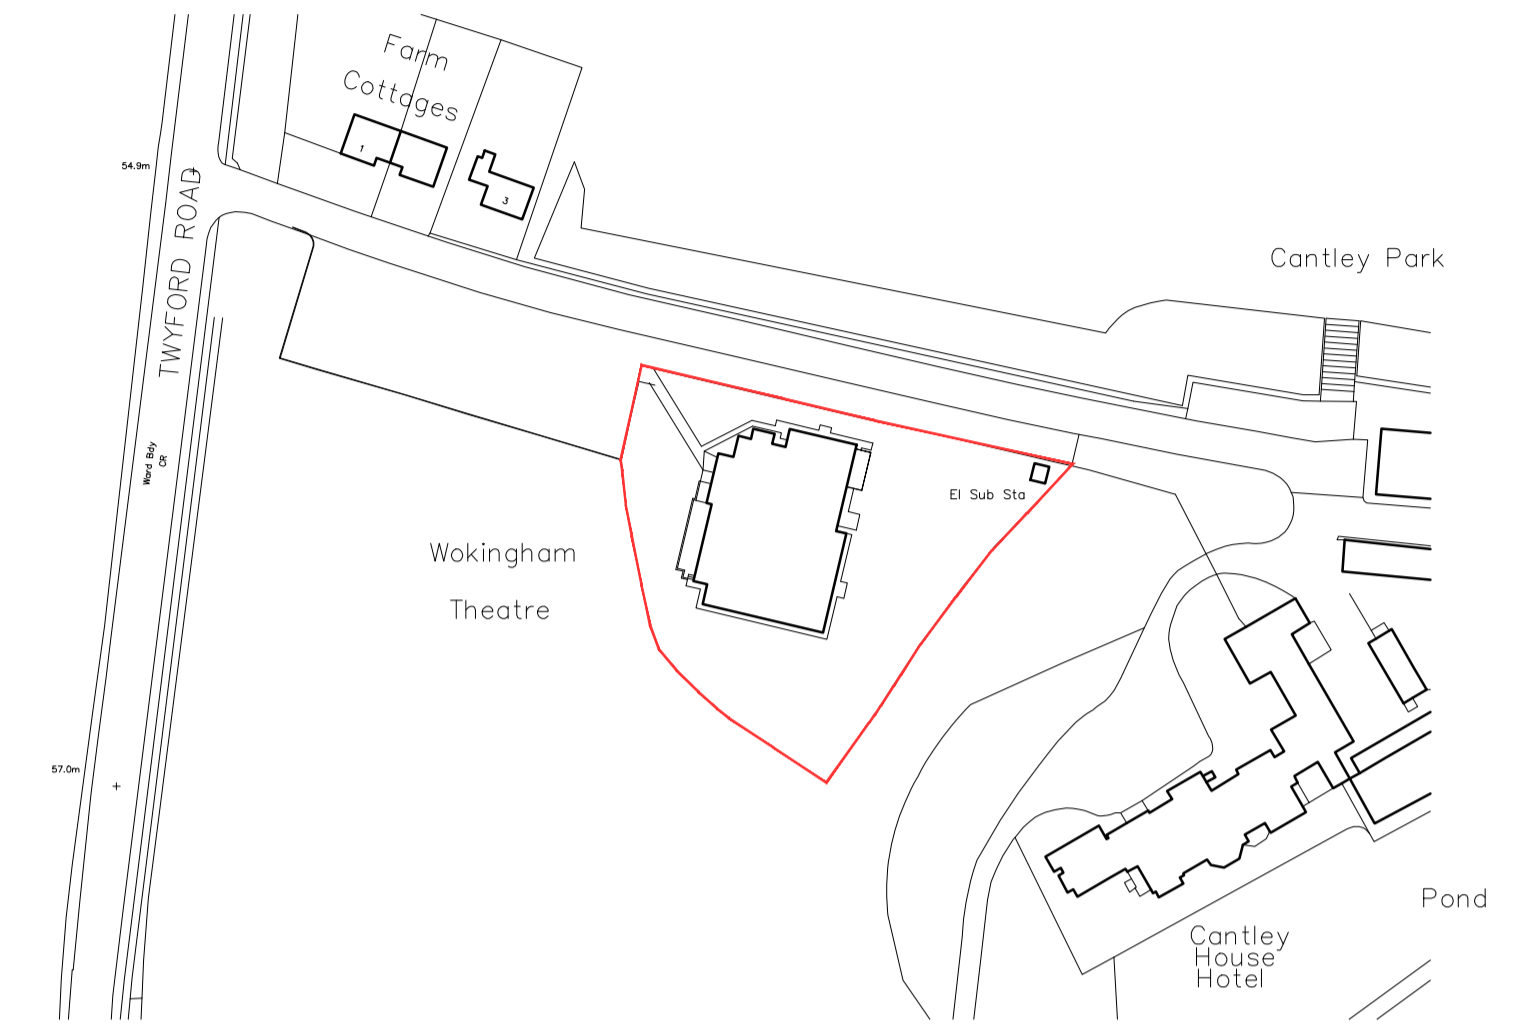 Farm
Cottages
1
3
54.9m
TWYFORD ROAD
Cantley Park
Ward Bdy
CR
El Sub Sta
Wokingham
Theatre
57.0m
Pond
Cantley
House
Hotel